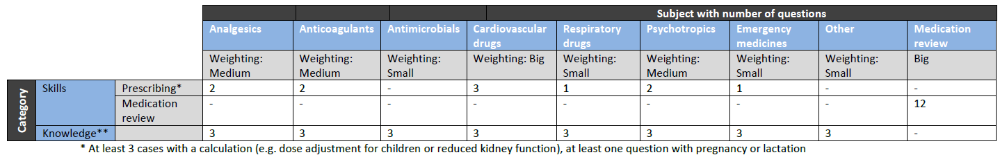 Subject with number of questions
Analgesics Anticoagulants Antimicrobials Cardiovascular drugs Respiratory drugs Psychotropics Emergency medicines Other Medication review
Weighting: Medium Weighting: Medium Weighting: Small Weighting: Big Weighting: Small Weighting: Medium Weighting: Small Weighting: Small Big
Category
Skills Prescribing* 2 2 - 3 1 2 1 - -
Medication review - - - - - - - - 12
Knowledge** 3 3 3 3 3 3 3 3 -
* At least 3 cases with a calculation (e.g. dose adjustment for children or reduced kidney function), at least one question with pregnancy or lactation